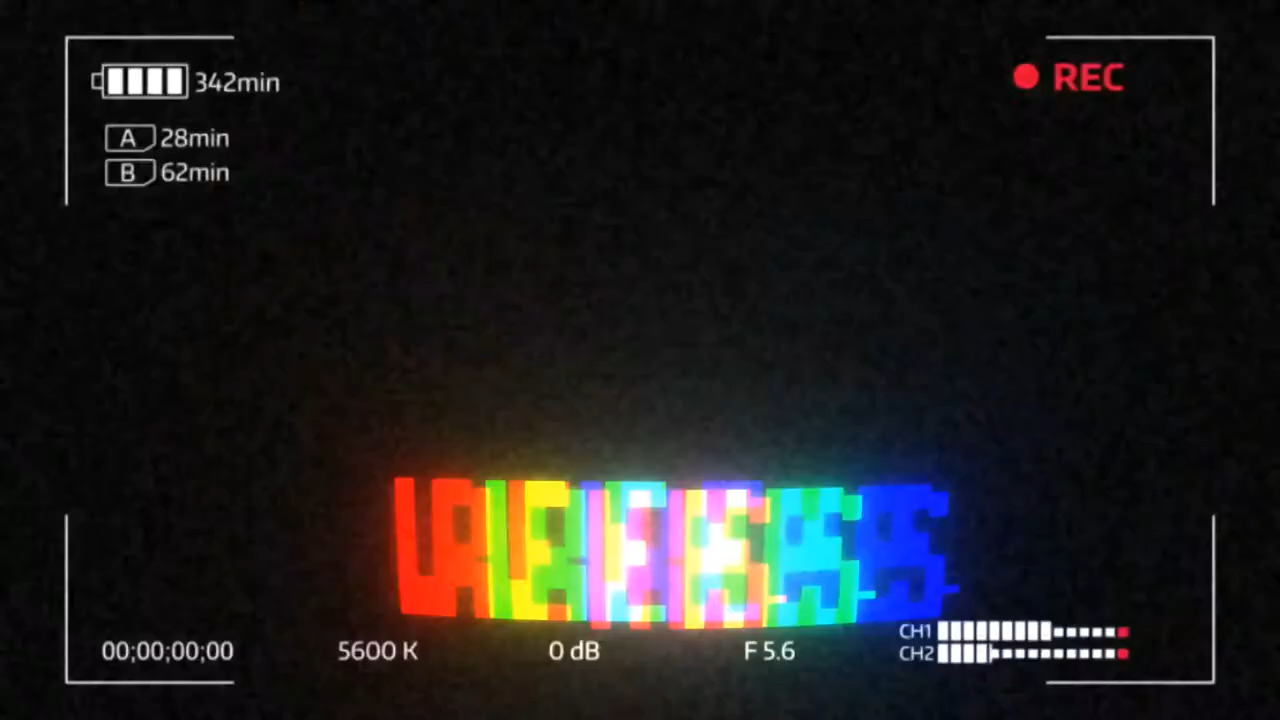 342min
REC
A 28min
B 62min
00;00;00;00
5600 K
0 dB
F 5.6
CH1
CH2